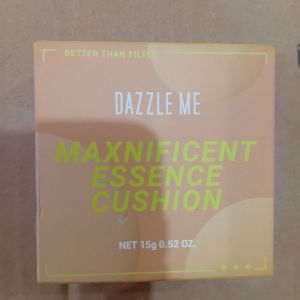 BETTER THAN FILTER
DAZZLE ME
MAXNIFICENT
ESSENCE
CUSHION
NET 15g 0.52 OZ.